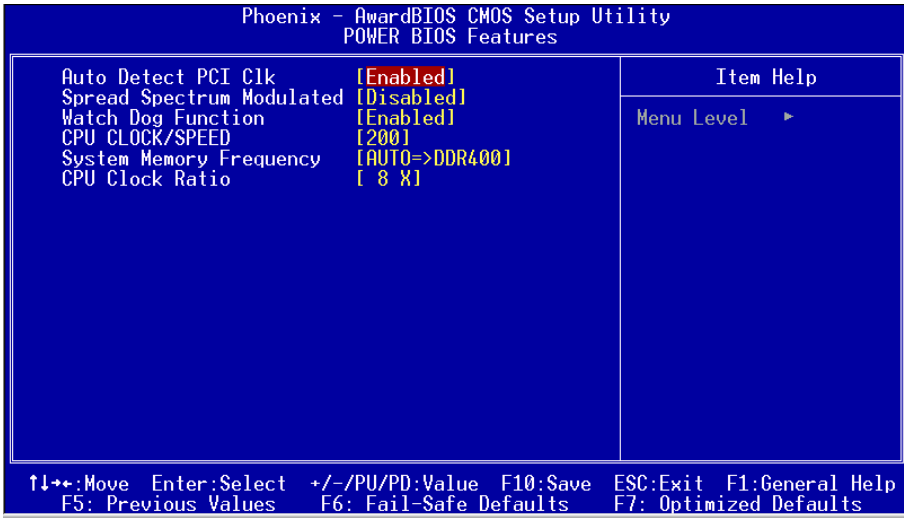 Phoenix - AwardBIOS CMOS Setup Utility
POWER BIOS Features
Auto Detect PCI Clk [Enabled]
Spread Spectrum Modulated [Disabled]
Watch Dog Function [Enabled]
CPU CLOCK/SPEED [200]
System Memory Frequency [AUTO=>DDR400]
CPU Clock Ratio [ 8 X]
Item Help
Menu Level ►
↑↓→←:Move Enter:Select +/-/PU/PD:Value F10:Save ESC:Exit F1:General Help
F5: Previous Values F6: Fail-Safe Defaults F7: Optimized Defaults